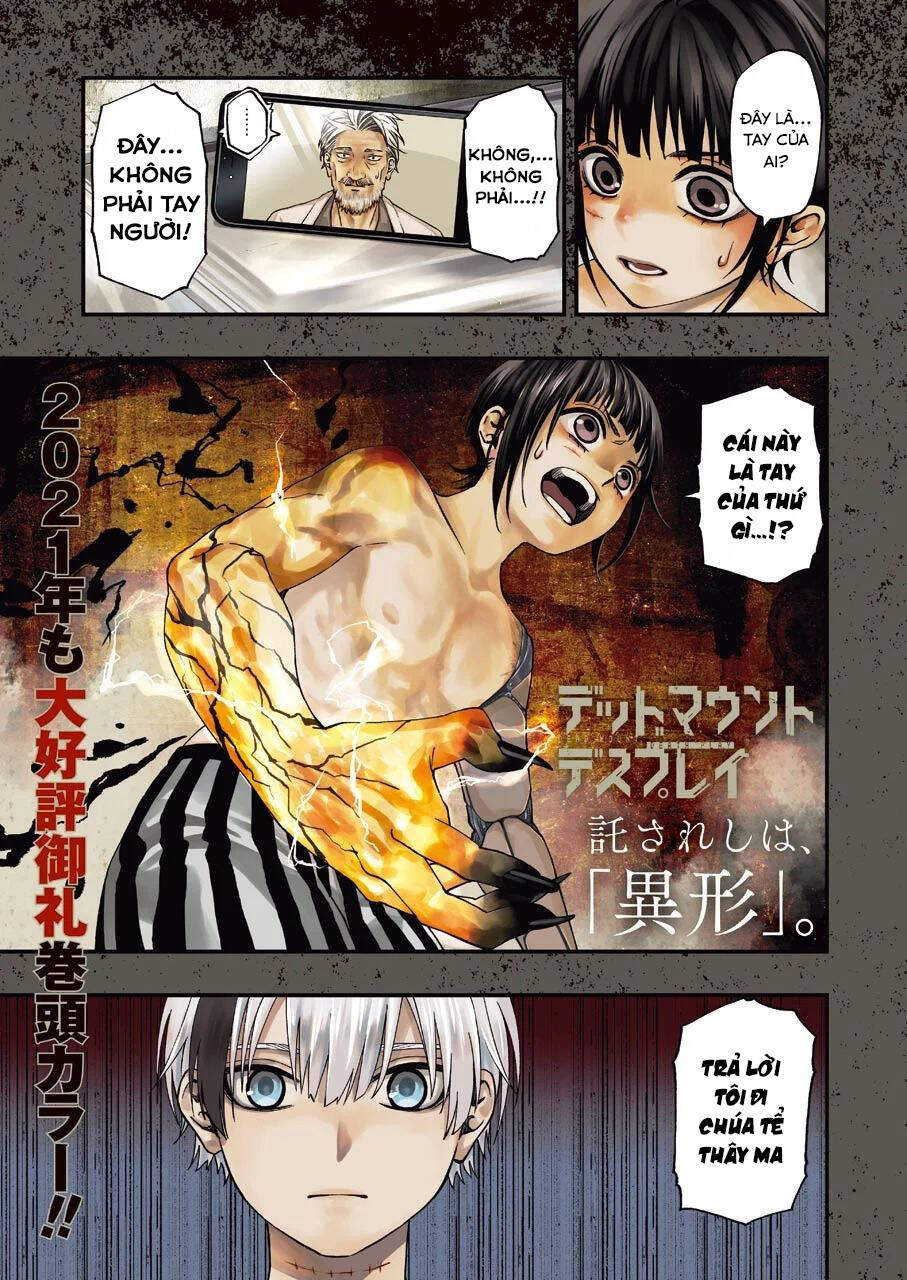 ĐÂY LÀ...
TAY CỦA
AI?
KHÔNG,...
KHÔNG
PHẢI...!!
.......
ĐÂY...
KHÔNG
PHẢI TAY
NGƯỜI!
CÁI NÀY
LÀ TAY
CỦA THỨ
GÌ...!?
デッドマウント
デスプレイ
託されしは、
「異形」。
2021年も大好評御礼巻頭カラー!!
TRẢ LỜI
TÔI ĐI
CHÚA TỂ
THÂY MA